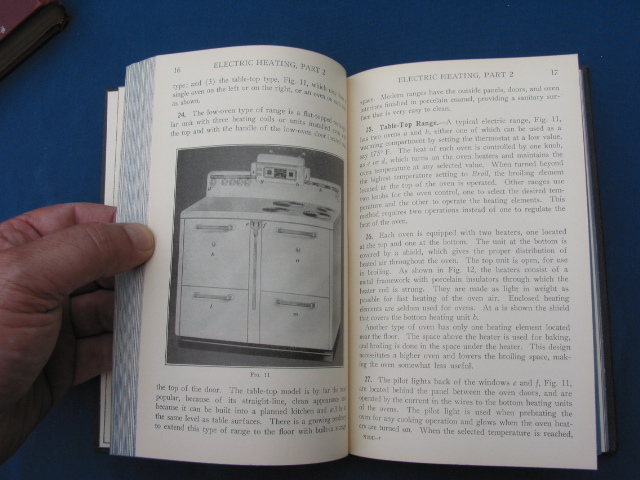 16 ELECTRIC HEATING, PART 2
type; and (3) the table-top type, Fig. 11, which
single oven on the left or on the right, or an oven on
as shown.
24. The low-oven type of range is a flat-topped
lar unit with three heating coils or units installed
the top and with the handle of the low-oven door
FIG. 11
the top of the door. The table-top model is by far the
popular, because of its straight-line, clean appearance
because it can be built into a planned kitchen and
the same level as table surfaces. There is a growing
to extend this type of range to the floor with built-in
ELECTRIC HEATING, PART 2 17
space. Modern ranges have the outside panels, doors, and oven
interiors finished in porcelain enamel, providing a sanitary sur-
face that is very easy to clean.
25. Table-Top Range.—A typical electric range, Fig. 11,
has two ovens a and b, either one of which can be used as a
warming compartment by setting the thermostat at a low value,
say 175° F. The heat of each oven is controlled by one knob,
as c or d, which turns on the oven heaters and maintains the
oven temperature at any selected value. When turned beyond
the highest temperature setting to Broil, the broiling element
located at the top of the oven is operated. Other ranges use
two knobs for the oven control, one to select the desired tem-
perature and the other to operate the heating elements. This
method requires two operations instead of one to regulate the
heat of the oven.
26. Each oven is equipped with two heaters, one located
at the top and one at the bottom. The unit at the bottom is
covered by a shield, which gives the proper distribution of
heated air throughout the oven. The top unit is open, for use
in broiling. As shown in Fig. 12, the heaters consist of a
metal framework with porcelain insulators through which the
heater coil is strung. They are made as light in weight as
possible for fast heating of the oven air. Enclosed heating
elements are seldom used for ovens. At a is shown the shield
that covers the bottom heating unit b.
Another type of oven has only one heating element located
near the floor. The space above the heater is used for baking,
and broiling is done in the space under the heater. This design
necessitates a higher oven and lowers the broiling space, mak-
ing the oven somewhat less useful.
27. The pilot lights back of the windows e and f, Fig. 11,
are located behind the panel between the oven doors, and are
operated by the current in the wires to the bottom heating units
of the ovens. The pilot light is used when preheating the
oven for any cooking operation and glows when the oven heat-
ers are turned on. When the selected temperature is reached,